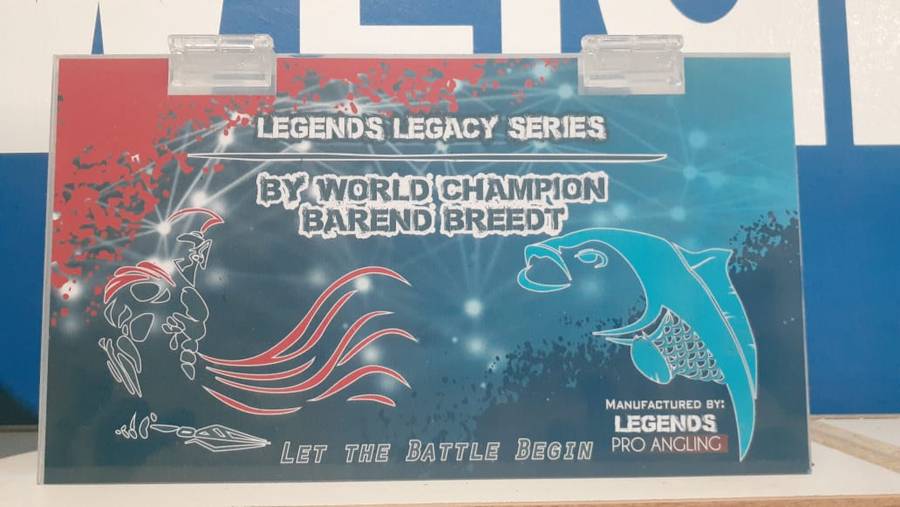 LEGENDS LEGACY SERIES
BY WORLD CHAMPION
BAREND BREEDT
MANUFACTURED BY:
LEGENDS
PRO ANGLING
LET THE BATTLE BEGIN